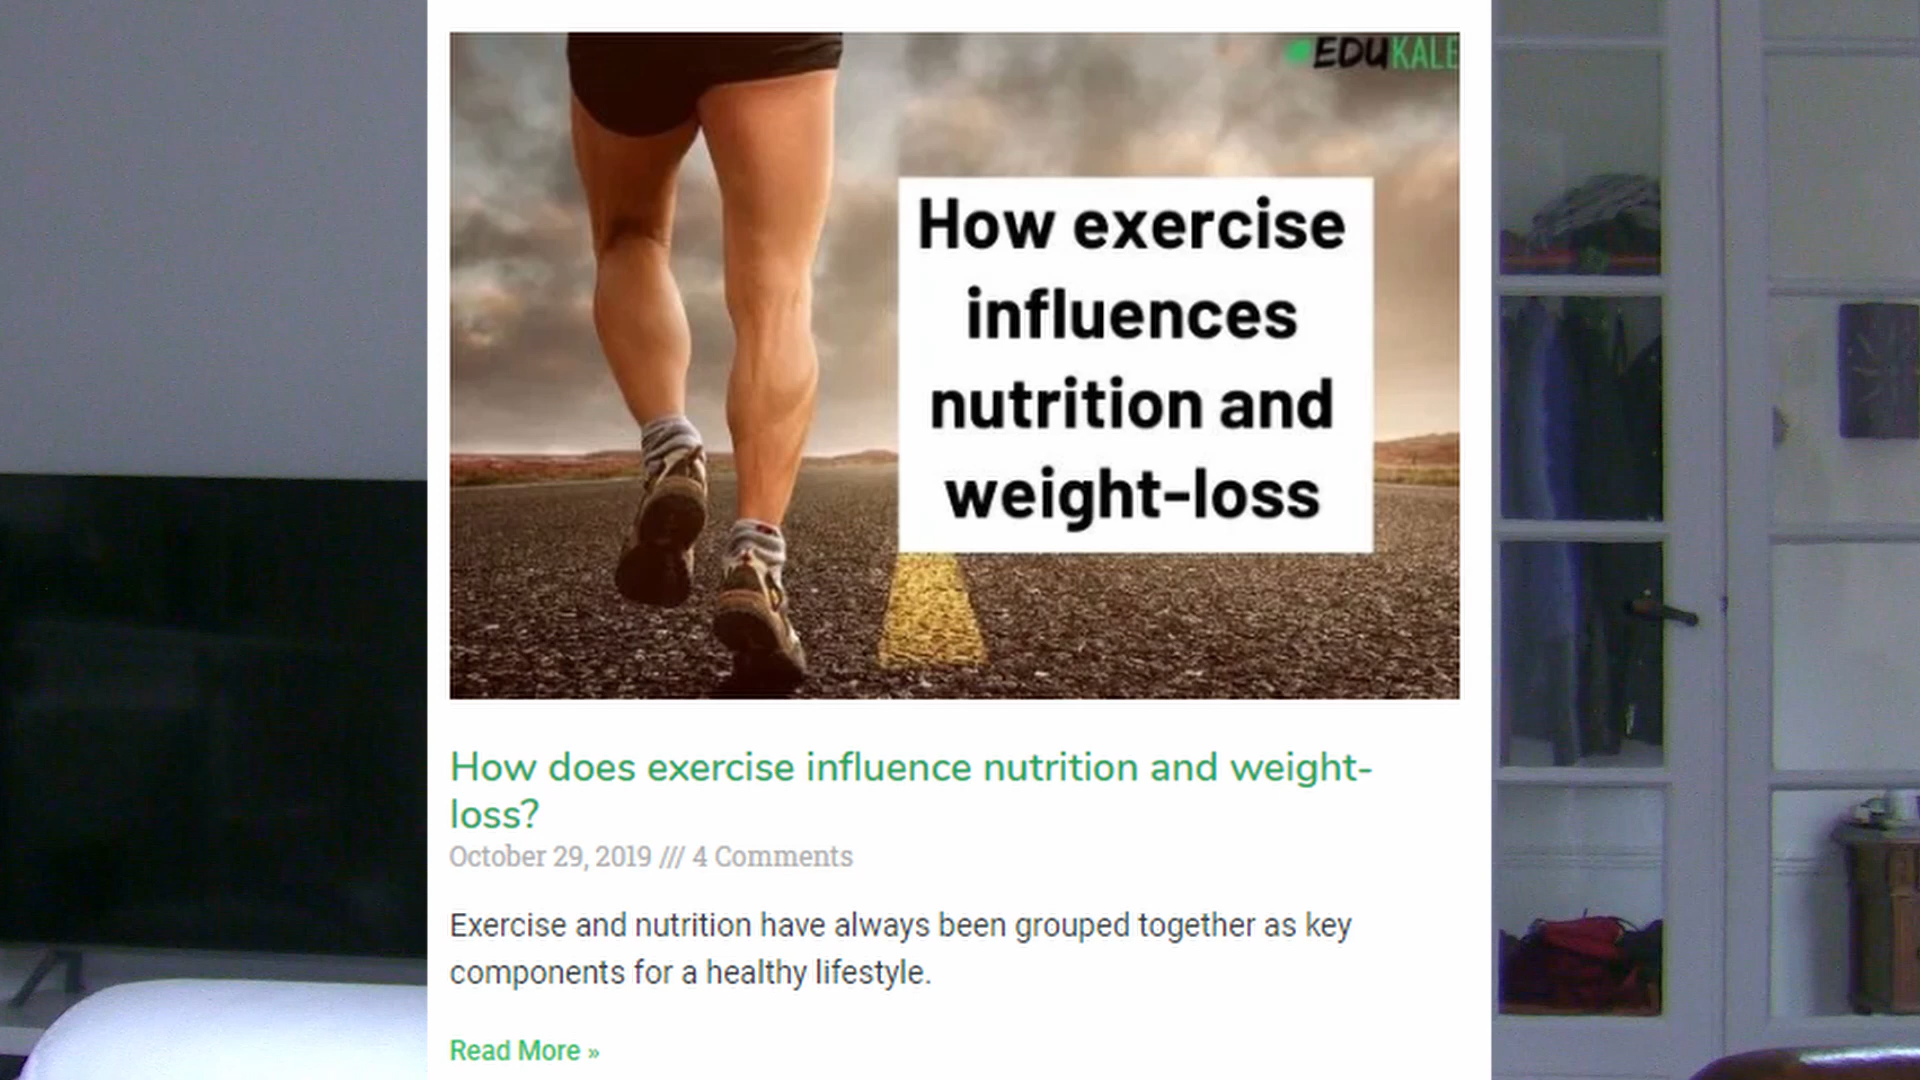 EDUKALE
How exercise
influences
nutrition and
weight-loss
How does exercise influence nutrition and weight-
loss?
October 29, 2019 /// 4 Comments
Exercise and nutrition have always been grouped together as key
components for a healthy lifestyle.
Read More »